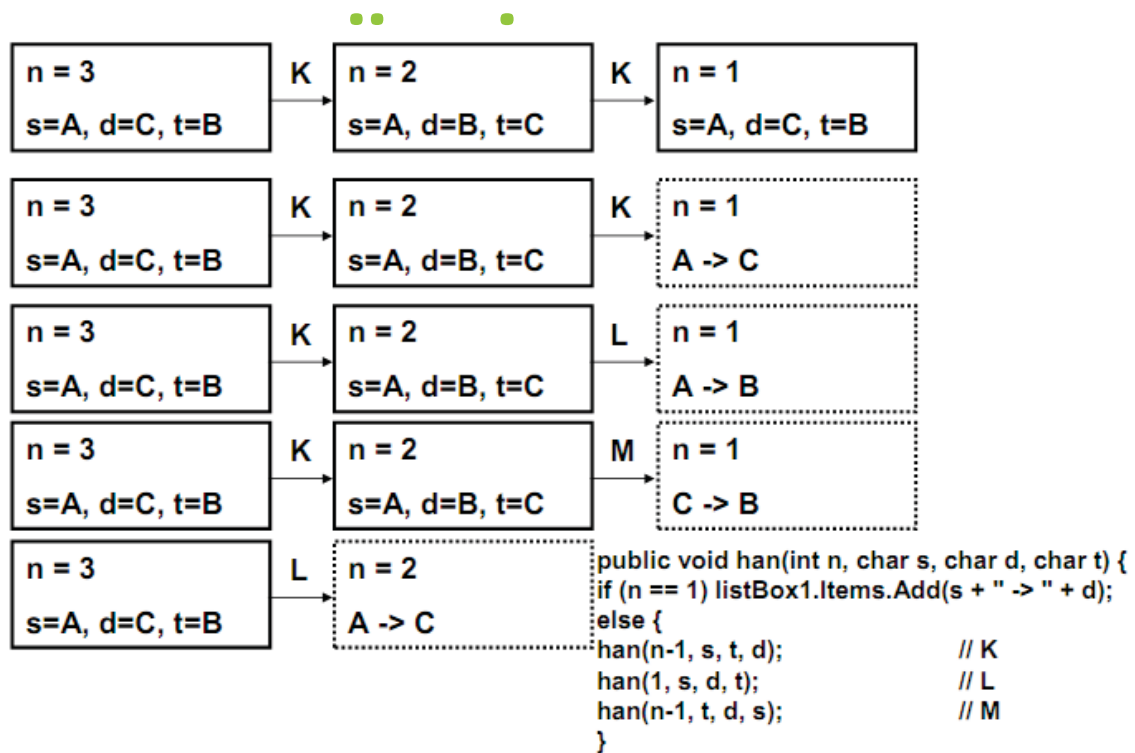 n = 3 K n = 2 K n = 1
s=A, d=C, t=B s=A, d=B, t=C s=A, d=C, t=B
n = 3 K n = 2 K n = 1
s=A, d=C, t=B s=A, d=B, t=C A -> C
n = 3 K n = 2 L n = 1
s=A, d=C, t=B s=A, d=B, t=C A -> B
n = 3 K n = 2 M n = 1
s=A, d=C, t=B s=A, d=B, t=C C -> B
n = 3 L n = 2
s=A, d=C, t=B A -> C
public void han(int n, char s, char d, char t) {
if (n == 1) listBox1.Items.Add(s + " -> " + d);
else {
han(n-1, s, t, d); // K
han(1, s, d, t); // L
han(n-1, t, d, s); // M
}